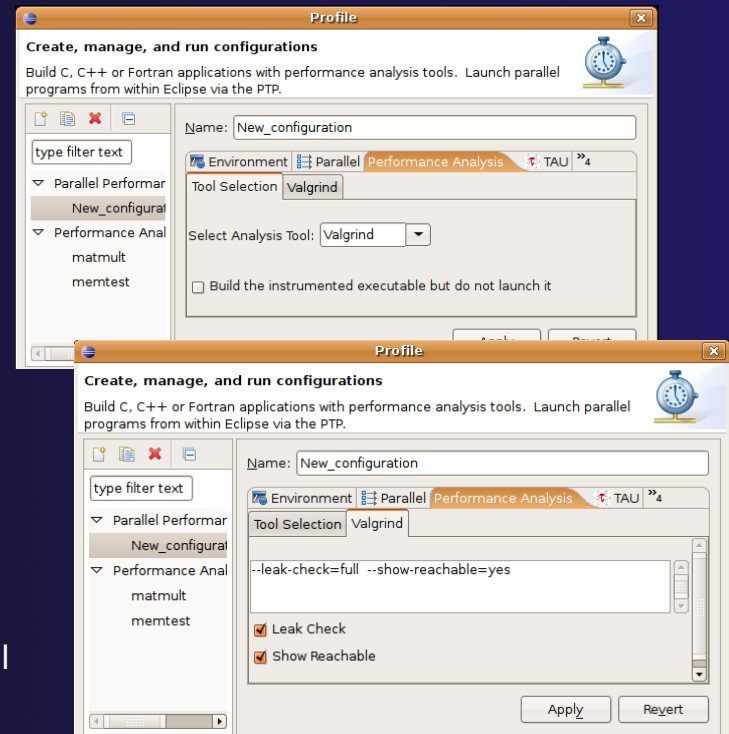 Profile
Create, manage, and run configurations
Build C, C++ or Fortran applications with performance analysis tools. Launch parallel
programs from within Eclipse via the PTP.
Name: New_configuration
type filter text
Environment Parallel Performance Analysis TAU »4
Tool Selection Valgrind
Parallel Performar
New_configurat
Performance Anal
matmult
memtest
Select Analysis Tool: Valgrind
Build the instrumented executable but do not launch it
Profile
Create, manage, and run configurations
Build C, C++ or Fortran applications with performance analysis tools. Launch parallel
programs from within Eclipse via the PTP.
Name: New_configuration
type filter text
Environment Parallel Performance Analysis TAU »4
Tool Selection Valgrind
Parallel Performar
New_configurat
Performance Anal
matmult
memtest
--leak-check=full --show-reachable=yes
Leak Check
Show Reachable
Apply Revert